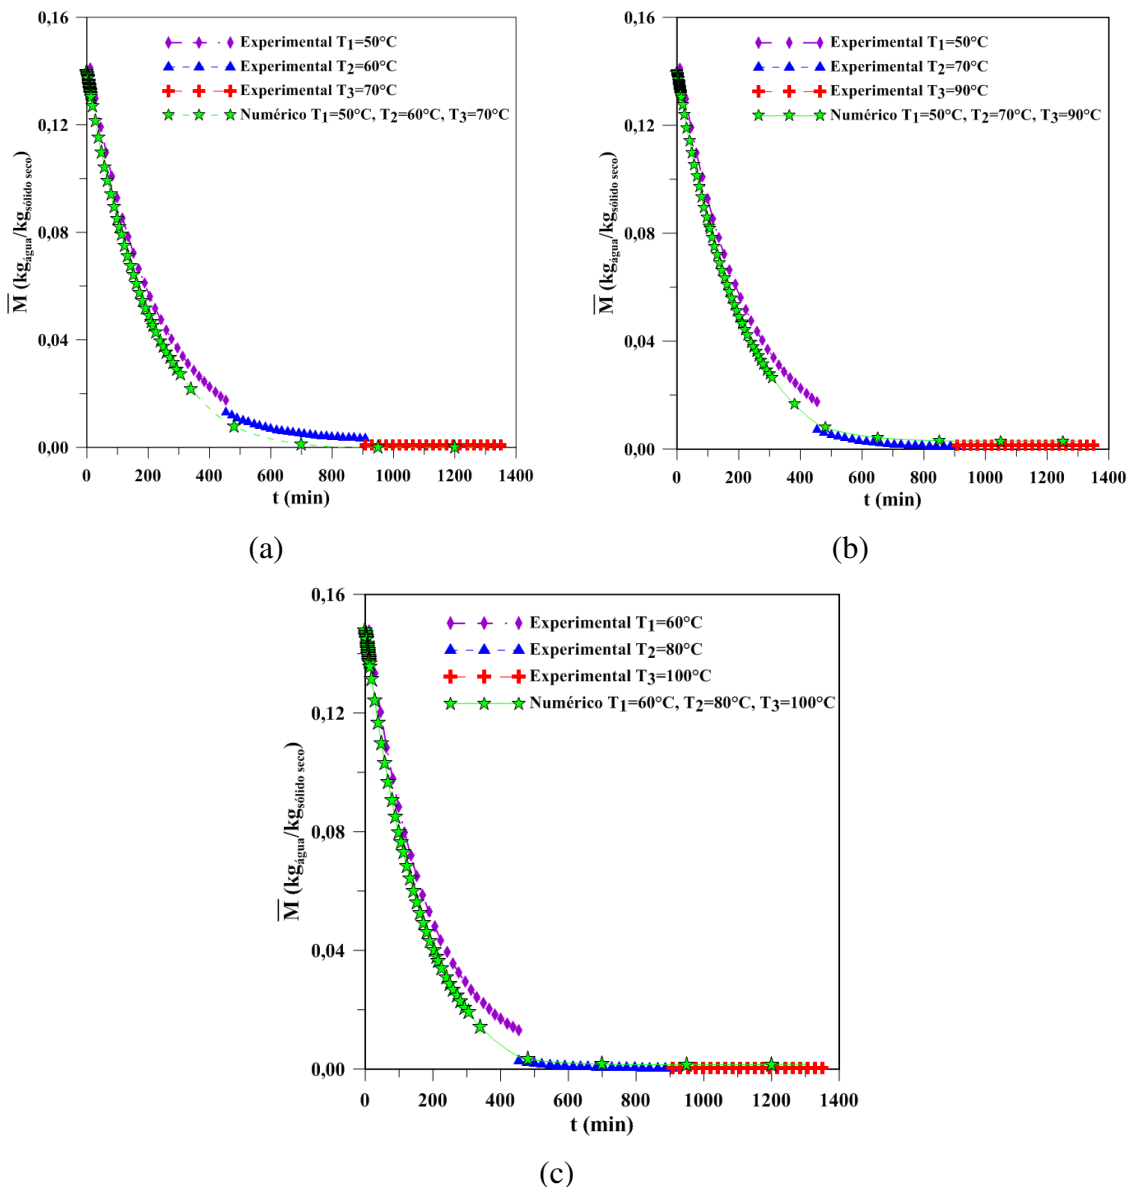 0,16
Experimental T1=50°C
Experimental T2=60°C
Experimental T3=70°C
Numérico T1=50°C, T2=60°C, T3=70°C
0,12
0,08
0,04
0,00
M (kgágua/kgsólido seco)
0 200 400 600 800 1000 1200 1400
t (min)
(a)
0,16
Experimental T1=50°C
Experimental T2=70°C
Experimental T3=90°C
Numérico T1=50°C, T2=70°C, T3=90°C
0,12
0,08
0,04
0,00
M (kgágua/kgsólido seco)
0 200 400 600 800 1000 1200 1400
t (min)
(b)
0,16
Experimental T1=60°C
Experimental T2=80°C
Experimental T3=100°C
Numérico T1=60°C, T2=80°C, T3=100°C
0,12
0,08
0,04
0,00
M (kgágua/kgsólido seco)
0 200 400 600 800 1000 1200 1400
t (min)
(c)